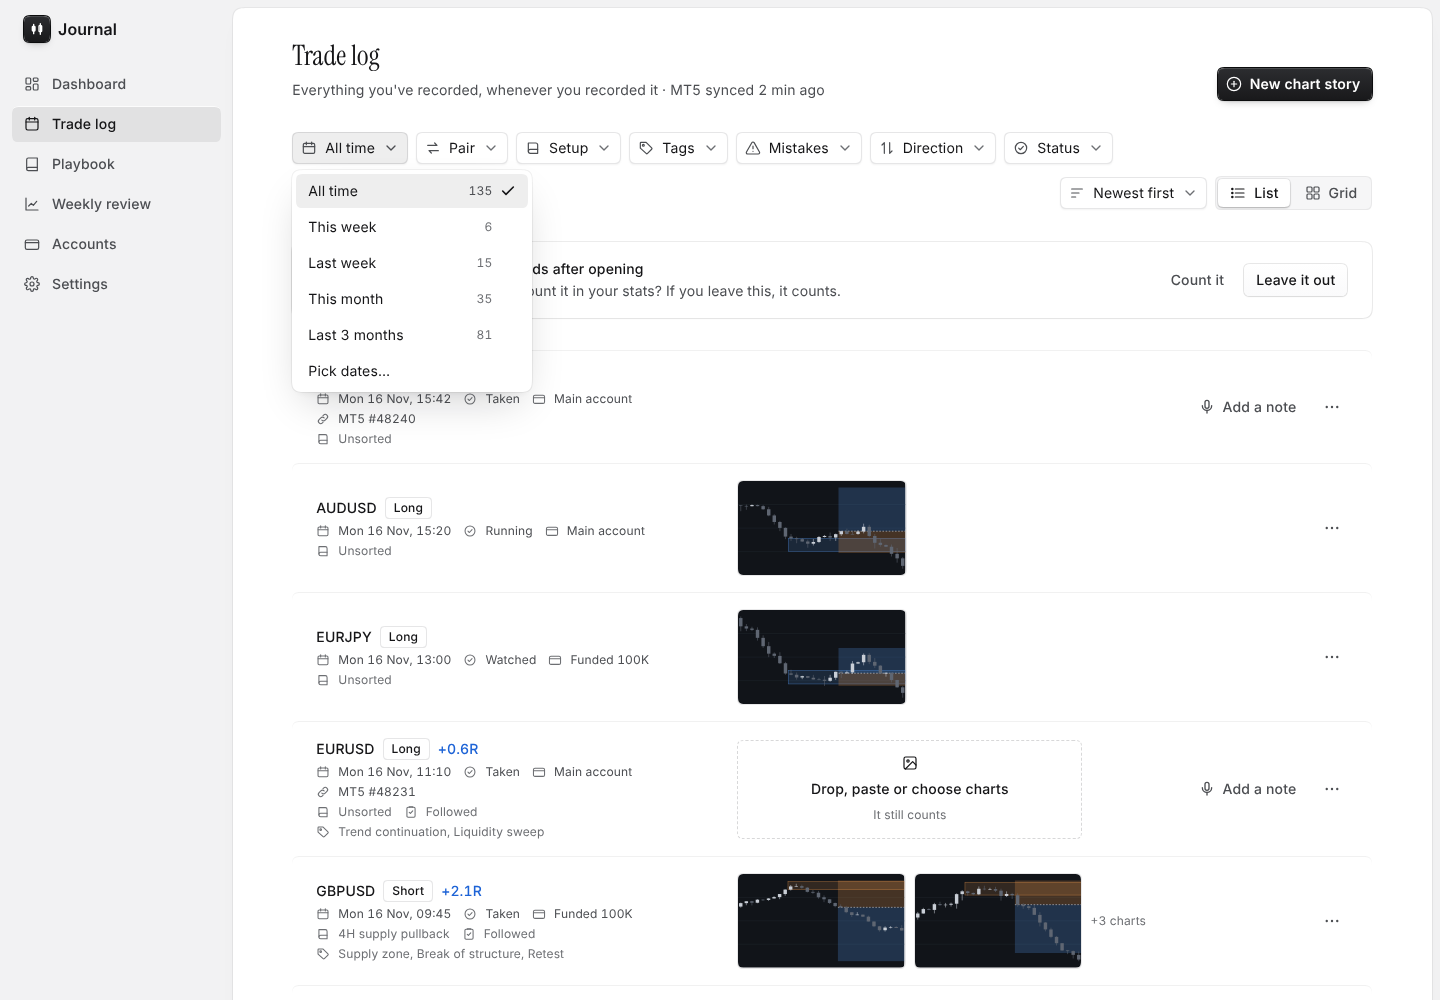 Journal
Dashboard
Trade log
Playbook
Weekly review
Accounts
Settings
Trade log
Everything you've recorded, whenever you recorded it · MT5 synced 2 min ago
New chart story
All time
Pair
Setup
Tags
Mistakes
Direction
Status
All time 135
This week 6
Last week 15
This month 35
Last 3 months 81
Pick dates...
Newest first
List
Grid
ds after opening
ount it in your stats? If you leave this, it counts.
Count it
Leave it out
Mon 16 Nov, 15:42 Taken Main account
MT5 #48240
Unsorted
Add a note
AUDUSD Long
Mon 16 Nov, 15:20 Running Main account
Unsorted
EURJPY Long
Mon 16 Nov, 13:00 Watched Funded 100K
Unsorted
EURUSD Long +0.6R
Mon 16 Nov, 11:10 Taken Main account
MT5 #48231
Unsorted Followed
Trend continuation, Liquidity sweep
Drop, paste or choose charts
It still counts
Add a note
GBPUSD Short +2.1R
Mon 16 Nov, 09:45 Taken Funded 100K
4H supply pullback Followed
Supply zone, Break of structure, Retest
+3 charts